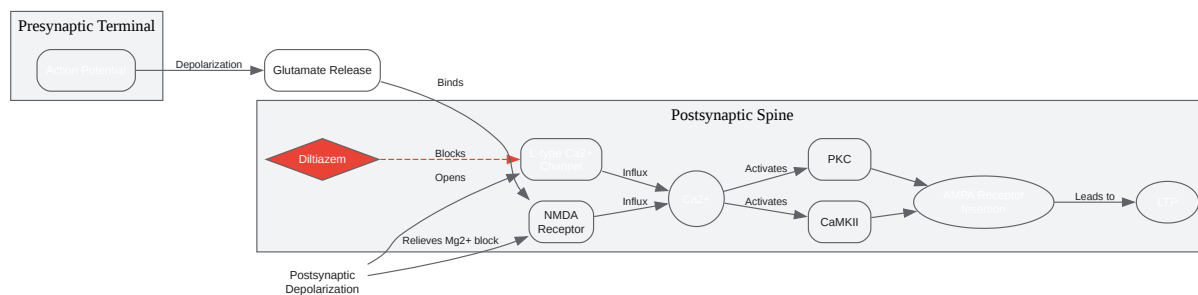 Presynaptic Terminal
Action Potential
Depolarization
Glutamate Release
Binds
Postsynaptic Spine
Diltiazem
Blocks
L-type Ca2+
Channel
Opens
Influx
NMDA
Receptor
Influx
Relieves Mg2+ block
Postsynaptic
Depolarization
Ca2+
Activates
Activates
PKC
CaMKII
AMPA Receptor
Insertion
Leads to
LTP